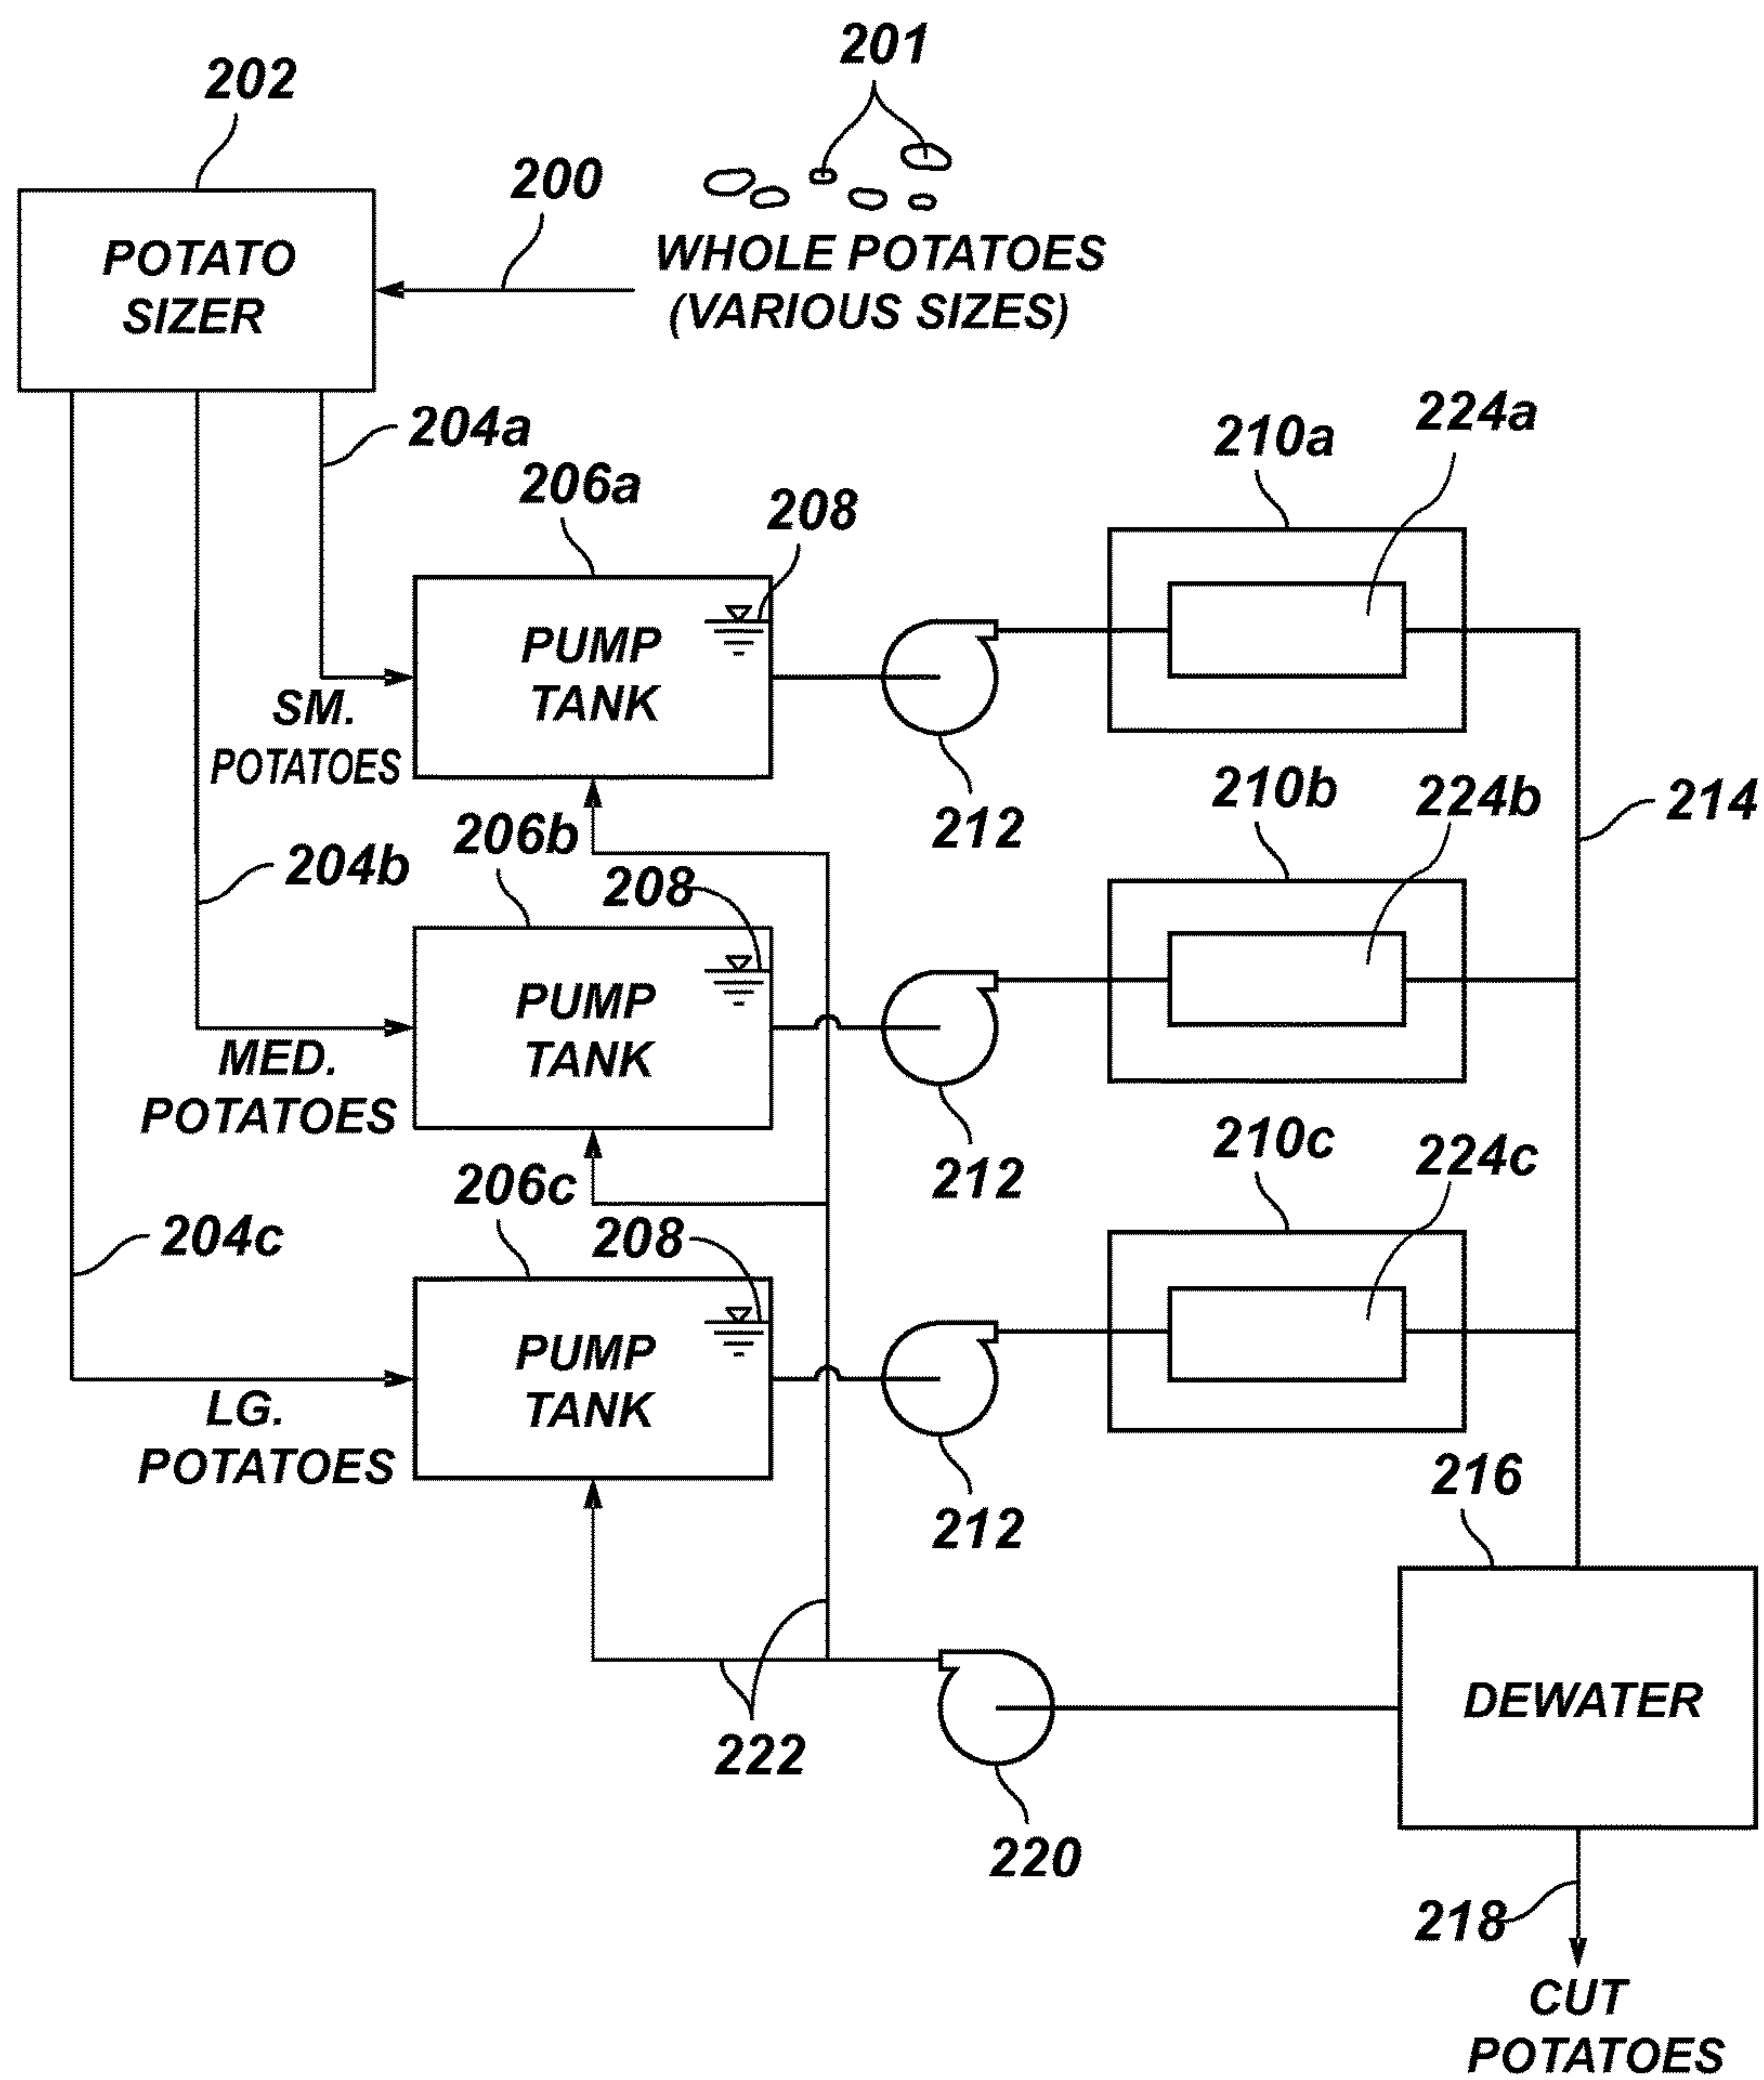 201
202
200
POTATO
SIZER
WHOLE POTATOES
(VARIOUS SIZES)
204a
206a
208
210a
224a
PUMP
TANK
SM.
POTATOES
212
210b
224b
214
204b
206b
208
PUMP
TANK
MED.
POTATOES
212
210c
224c
204c
206c
208
PUMP
TANK
LG.
POTATOES
212
216
DEWATER
222
220
218
CUT
POTATOES